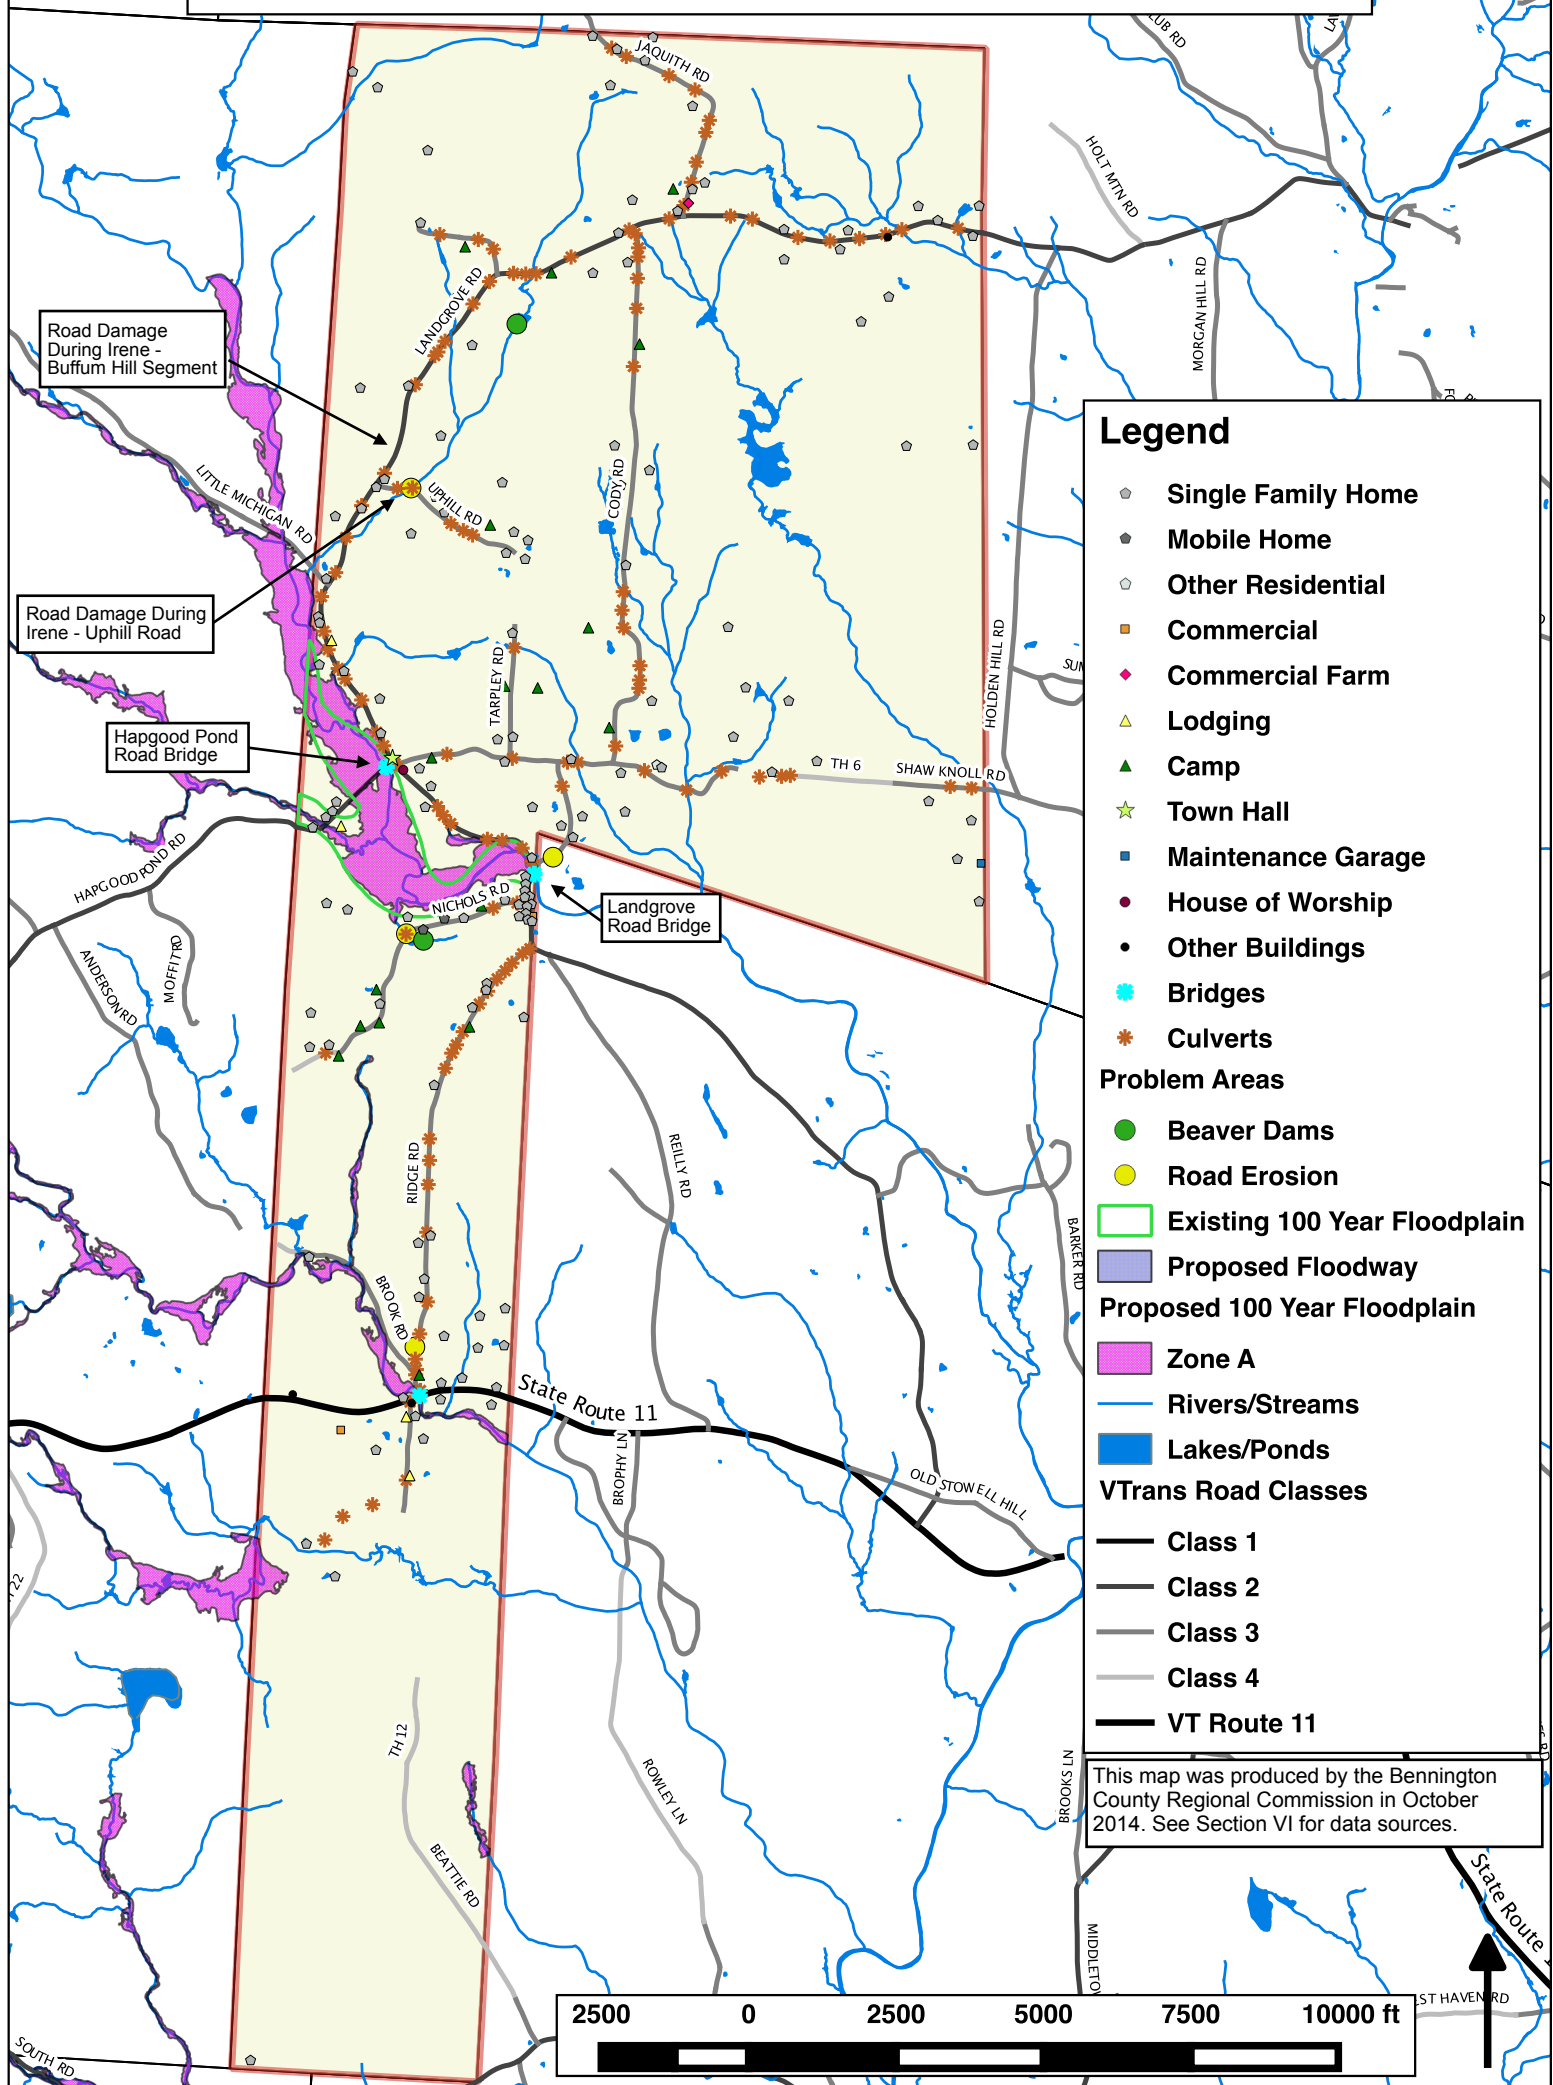 JAQUITH RD
HOLT MTN RD
MORGAN HILL RD
LANDGROVE RD
Road Damage
During Irene -
Buffum Hill Segment
LITTLE MICHIGAN RD
UPHILL RD
CODY RD
Road Damage During
Irene - Uphill Road
TARPLEY RD
HOLDEN HILL RD
Hapgood Pond
Road Bridge
TH 6
SHAW KNOLL RD
HAPGOOD POND RD
NICHOLS RD
Landgrove
Road Bridge
ANDERSON RD
MOFFIT RD
RIDGE RD
REILLY RD
BARKER RD
BROOK RD
State Route 11
BROPHY LN
OLD STOWELL HILL
TH 12
ROWLEY LN
BEATTIE RD
BROOKS LN
SOUTH RD
State Route
Legend
Single Family Home
Mobile Home
Other Residential
Commercial
Commercial Farm
Lodging
Camp
Town Hall
Maintenance Garage
House of Worship
Other Buildings
Bridges
Culverts
Problem Areas
Beaver Dams
Road Erosion
Existing 100 Year Floodplain
Proposed Floodway
Proposed 100 Year Floodplain
Zone A
Rivers/Streams
Lakes/Ponds
VTrans Road Classes
Class 1
Class 2
Class 3
Class 4
VT Route 11
This map was produced by the Bennington
County Regional Commission in October
2014. See Section VI for data sources.
2500 0 2500 5000 7500 10000 ft